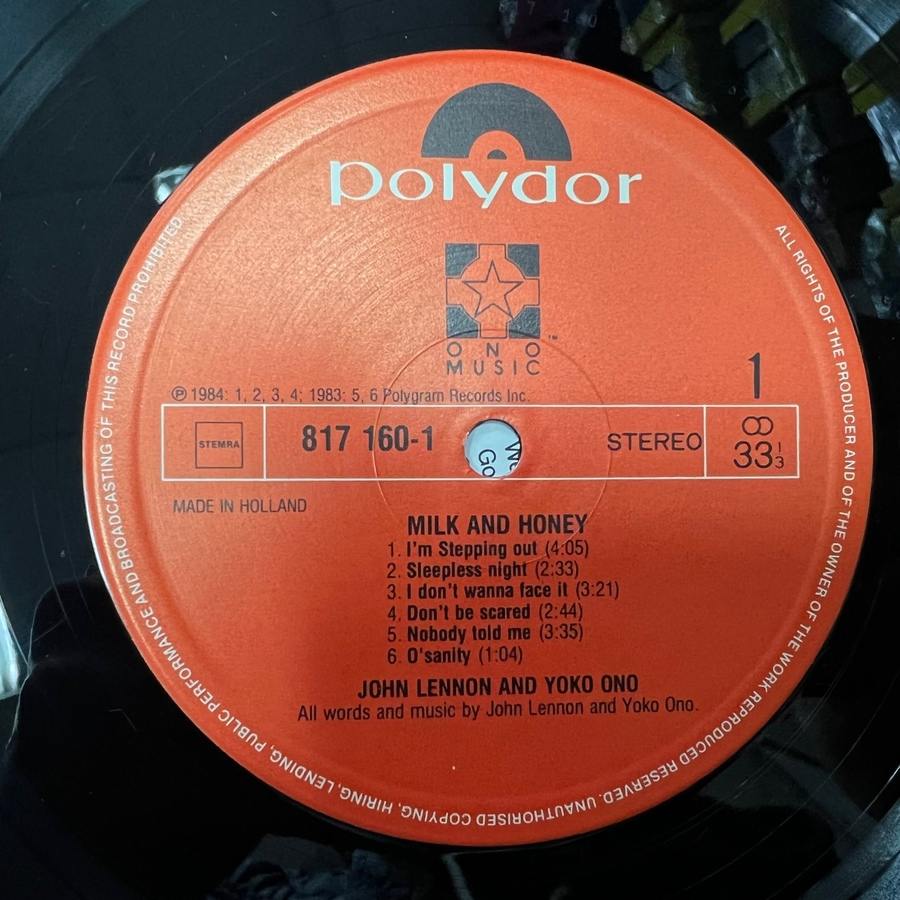 polydor
ONO
MUSIC
™
1
℗ 1984: 1, 2, 3, 4; 1983: 5, 6 Polygram Records Inc.
STEMRA
817 160-1
STEREO
33 1/3
MADE IN HOLLAND
MILK AND HONEY
1. I'm Stepping out (4:05)
2. Sleepless night (2:33)
3. I don't wanna face it (3:21)
4. Don't be scared (2:44)
5. Nobody told me (3:35)
6. O'sanity (1:04)
JOHN LENNON AND YOKO ONO
All words and music by John Lennon and Yoko Ono.
ALL RIGHTS OF THE PRODUCER AND OF THE OWNER OF THE WORK REPRODUCED RESERVED. UNAUTHORISED COPYING, HIRING, LENDING, PUBLIC PERFORMANCE AND BROADCASTING OF THIS RECORD PROHIBITED